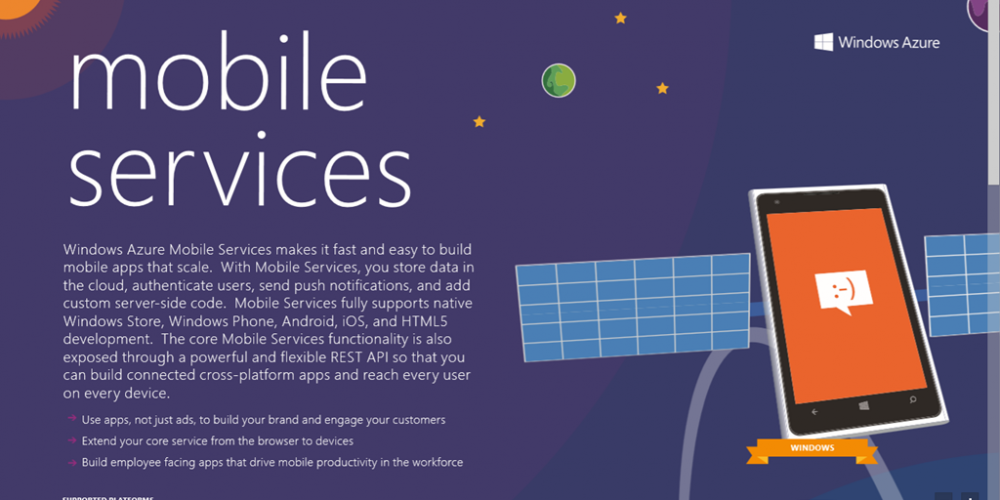 mobile
services
Windows Azure
Windows Azure Mobile Services makes it fast and easy to build
mobile apps that scale.  With Mobile Services, you store data in
the cloud, authenticate users, send push notifications, and add
custom server-side code.  Mobile Services fully supports native
Windows Store, Windows Phone, Android, iOS, and HTML5
development.  The core Mobile Services functionality is also
exposed through a powerful and flexible REST API so that you
can build connected cross-platform apps and reach every user
on every device.
Use apps, not just ads, to build your brand and engage your customers
Extend your core service from the browser to devices
Build employee facing apps that drive mobile productivity in the workforce
WINDOWS
SUPPORTED PLATFORMS